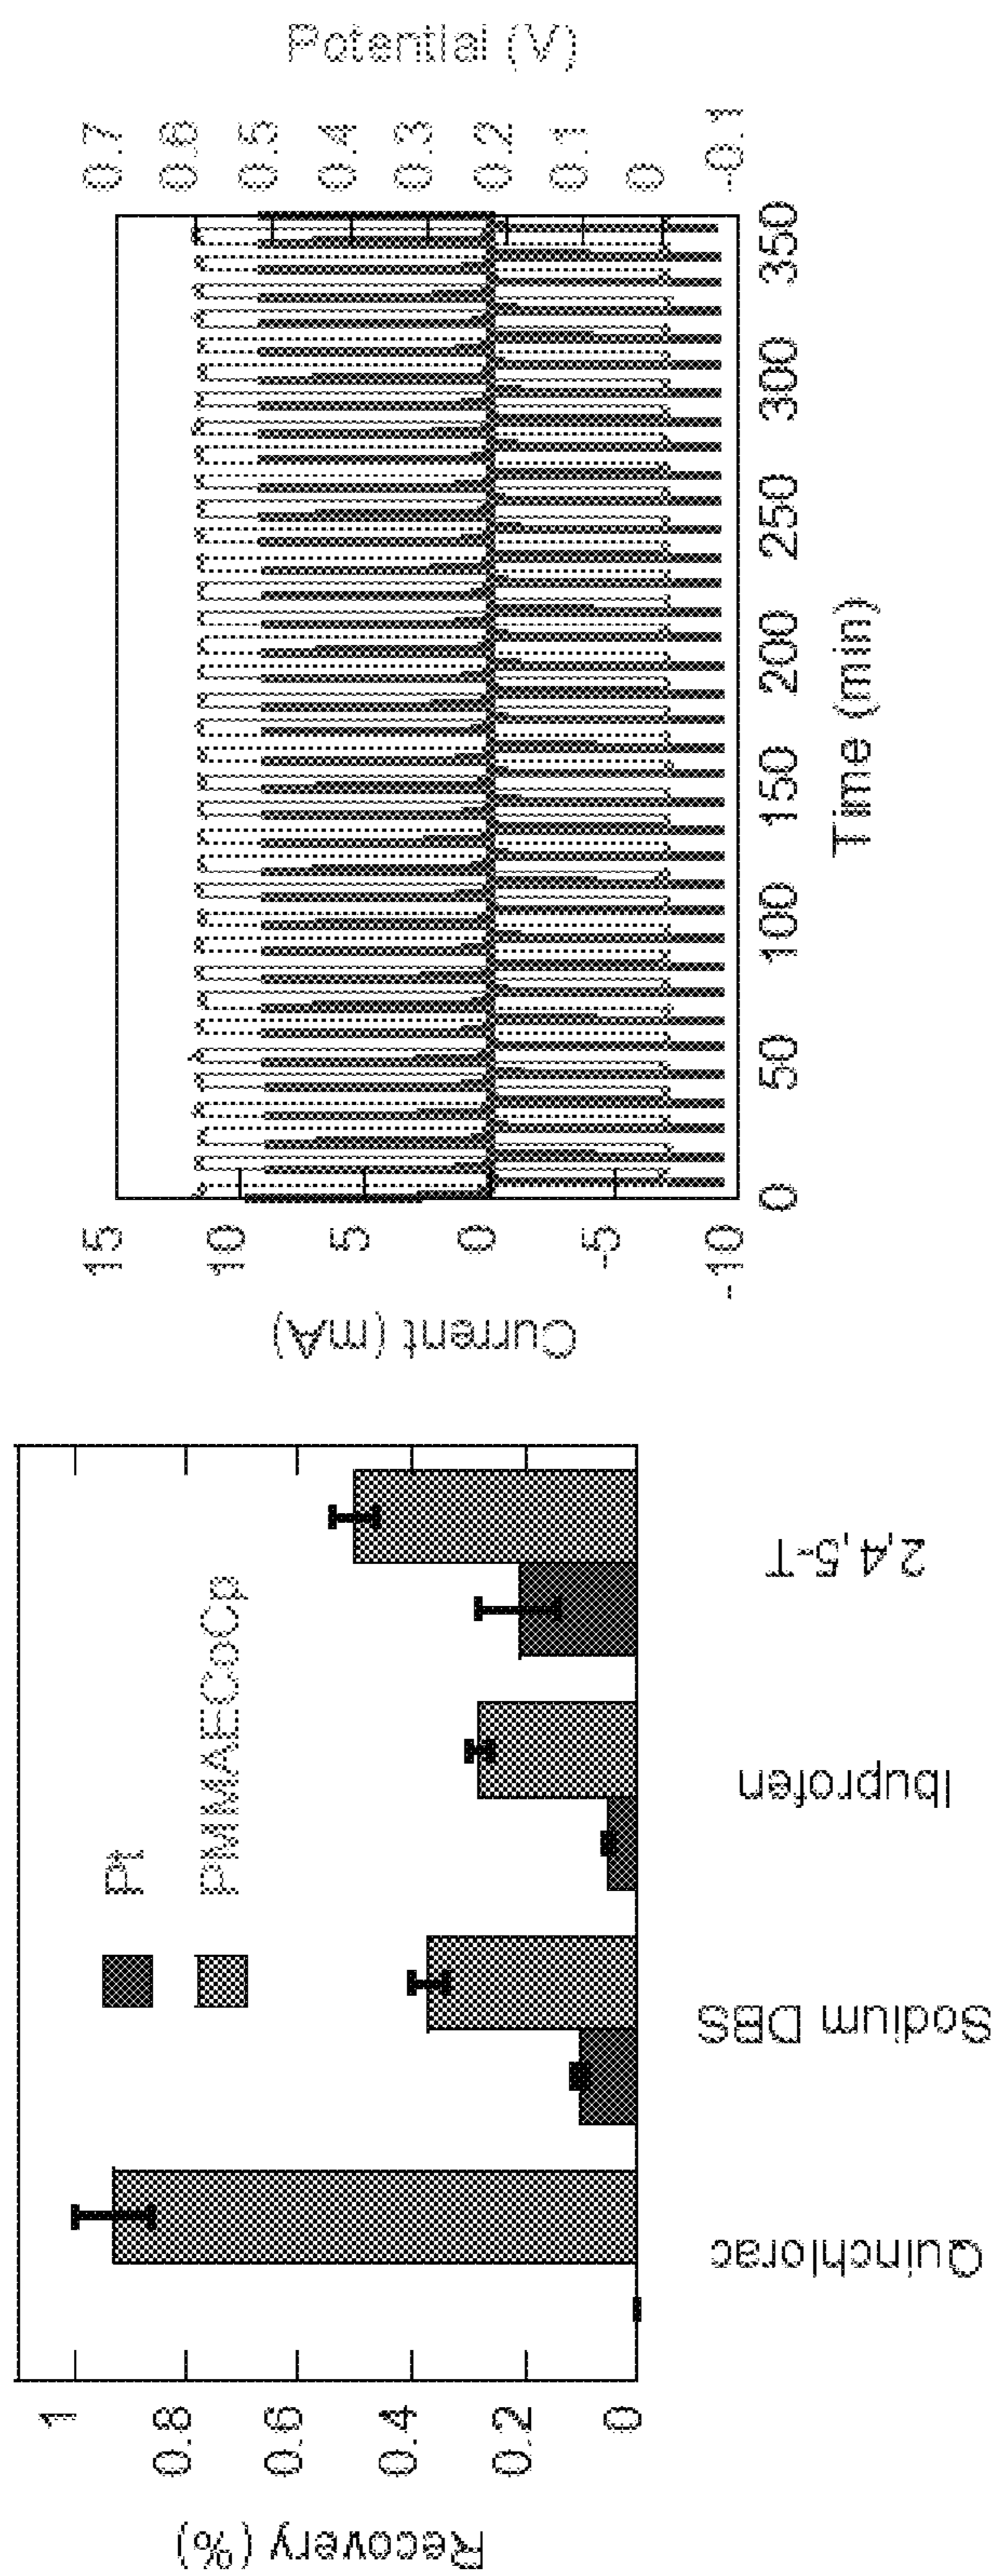 Recovery (%)
1
0.8
0.6
0.4
0.2
0
Pt
PMMAECoCp
Quinchlorac
Sodium DBS
Ibuprofen
2,4,5-T
Current (mA)
15
10
5
0
-5
-10
0
50
100
150
200
250
300
350
Time (min)
0.7
0.6
0.5
0.4
0.3
0.2
0.1
0
-0.1
Potential (V)